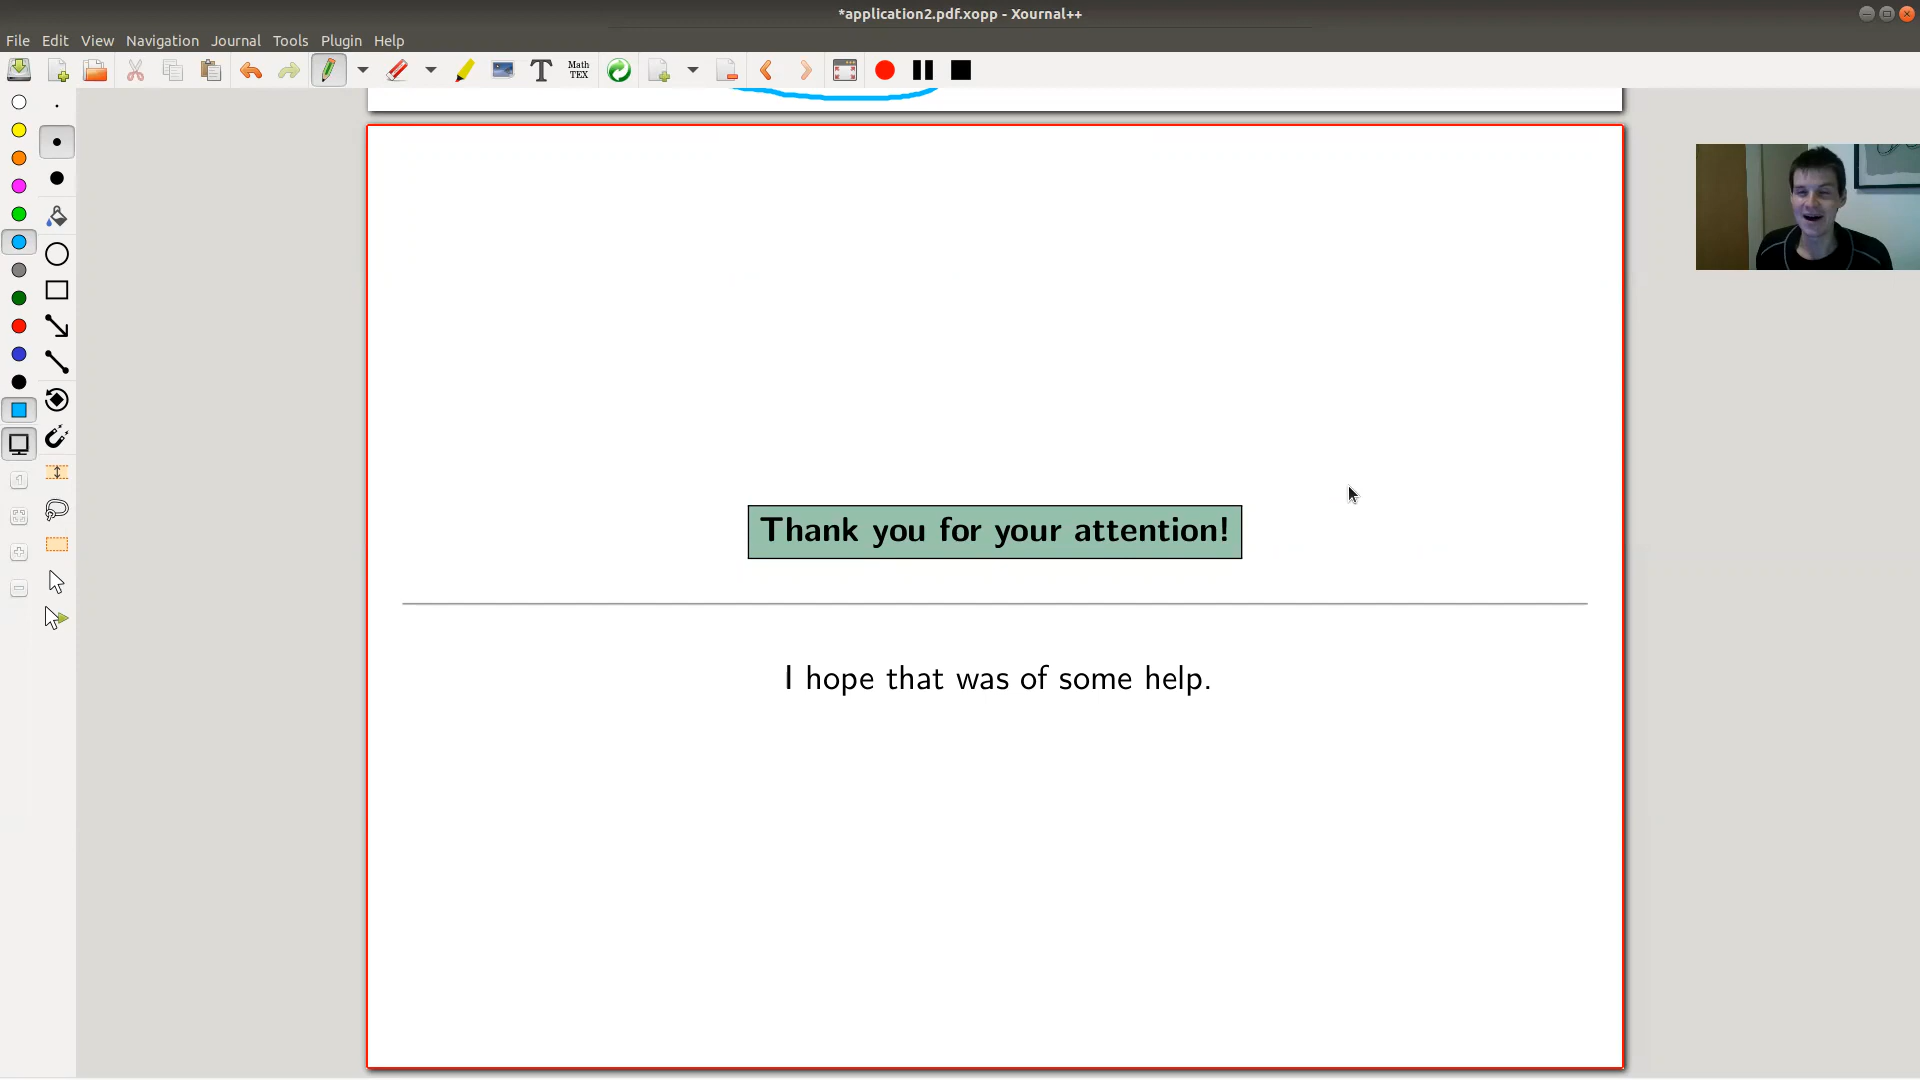 *application2.pdf.xopp - Xournal++
File Edit View Navigation Journal Tools Plugin Help
Math
TEX
T
Thank you for your attention!
I hope that was of some help.